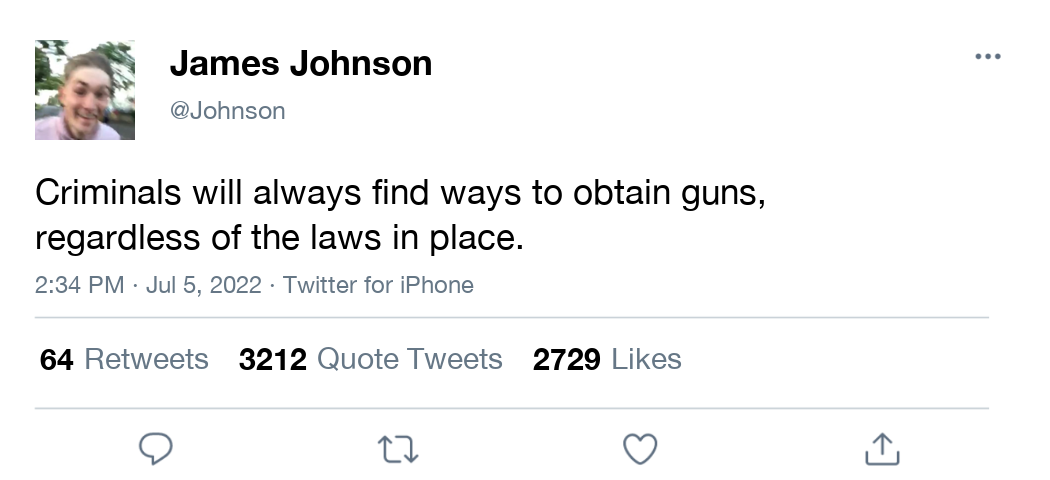 James Johnson
@Johnson
Criminals will always find ways to obtain guns,
regardless of the laws in place.
2:34 PM · Jul 5, 2022 · Twitter for iPhone
64 Retweets 3212 Quote Tweets 2729 Likes